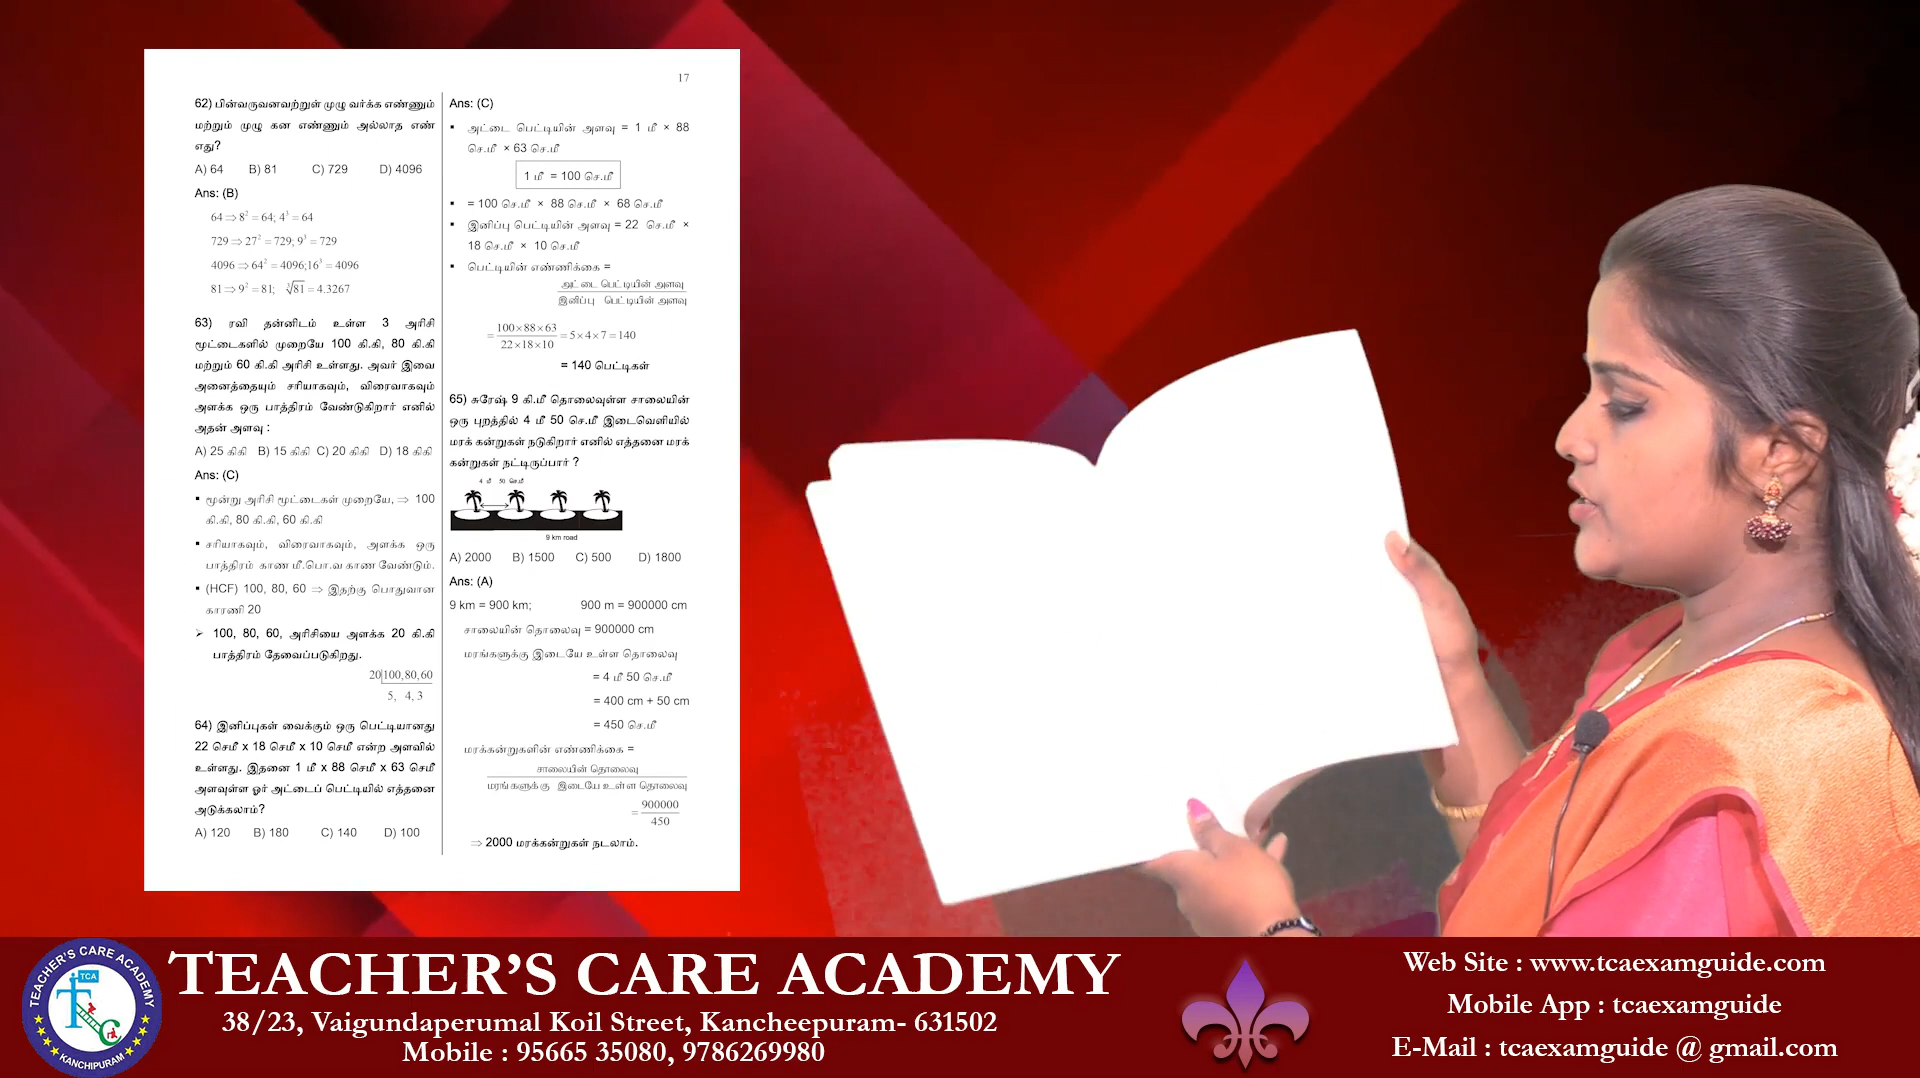 17
62) பின்வருவனவற்றுள் முழு வர்க்க எண்ணும்
மற்றும் முழு கன எண்ணும் அல்லாத எண்
எது?
A) 64 B) 81 C) 729 D) 4096
Ans: (B)
64 ⇒ 8² = 64; 4³ = 64
729 ⇒ 27² = 729; 9³ = 729
4096 ⇒ 64² = 4096;16³ = 4096
81 ⇒ 9² = 81; ∛81 = 4.3267
63) ரவி தன்னிடம் உள்ள 3 அரிசி
மூட்டைகளில் முறையே 100 கி.கி, 80 கி.கி
மற்றும் 60 கி.கி அரிசி உள்ளது. அவர் இவை
அனைத்தையும் சரியாகவும், விரைவாகவும்
அளக்க ஒரு பாத்திரம் வேண்டுகிறார் எனில்
அதன் அளவு :
A) 25 கிகி B) 15 கிகி C) 20 கிகி D) 18 கிகி
Ans: (C)
▪ மூன்று அரிசி மூட்டைகள் முறையே, ⇒ 100
கி.கி, 80 கி.கி, 60 கி.கி
▪ சரியாகவும், விரைவாகவும், அளக்க ஒரு
பாத்திரம் காண மீ.பொ.வ காண வேண்டும்.
▪ (HCF) 100, 80, 60 ⇒ இதற்கு பொதுவான
காரணி 20
➢ 100, 80, 60, அரிசியை அளக்க 20 கி.கி
பாத்திரம் தேவைப்படுகிறது.
20|100,80,60
5, 4, 3
64) இனிப்புகள் வைக்கும் ஒரு பெட்டியானது
22 செமீ x 18 செமீ x 10 செமீ என்ற அளவில்
உள்ளது. இதனை 1 மீ x 88 செமீ x 63 செமீ
அளவுள்ள ஓர் அட்டைப் பெட்டியில் எத்தனை
அடுக்கலாம்?
A) 120 B) 180 C) 140 D) 100
Ans: (C)
▪ அட்டை பெட்டியின் அளவு = 1 மீ × 88
செ.மீ × 63 செ.மீ
1 மீ = 100 செ.மீ
▪ = 100 செ.மீ × 88 செ.மீ × 68 செ.மீ
▪ இனிப்பு பெட்டியின் அளவு = 22 செ.மீ ×
18 செ.மீ × 10 செ.மீ
▪ பெட்டியின் எண்ணிக்கை =
அட்டை பெட்டியின் அளவு
இனிப்பு பெட்டியின் அளவு
= 100×88×63 / 22×18×10 = 5×4×7 = 140
= 140 பெட்டிகள்
65) சுரேஷ் 9 கி.மீ தொலைவுள்ள சாலையின்
ஒரு புறத்தில் 4 மீ 50 செ.மீ இடைவெளியில்
மரக் கன்றுகள் நடுகிறார் எனில் எத்தனை மரக்
கன்றுகள் நட்டிருப்பார் ?
4 மீ 50 செ.மீ
9 km road
A) 2000 B) 1500 C) 500 D) 1800
Ans: (A)
9 km = 900 km; 900 m = 900000 cm
சாலையின் தொலைவு = 900000 cm
மரங்களுக்கு இடையே உள்ள தொலைவு
= 4 மீ 50 செ.மீ
= 400 cm + 50 cm
= 450 செ.மீ
மரக்கன்றுகளின் எண்ணிக்கை =
சாலையின் தொலைவு
மரங்களுக்கு இடையே உள்ள தொலைவு
= 900000
450
⇒ 2000 மரக்கன்றுகள் நடலாம்.
TEACHER'S CARE ACADEMY
TCA
KANCHIPURAM
TEACHER'S CARE ACADEMY
38/23, Vaigundaperumal Koil Street, Kancheepuram- 631502
Mobile : 95665 35080, 9786269980
Web Site : www.tcaexamguide.com
Mobile App : tcaexamguide
E-Mail : tcaexamguide @ gmail.com